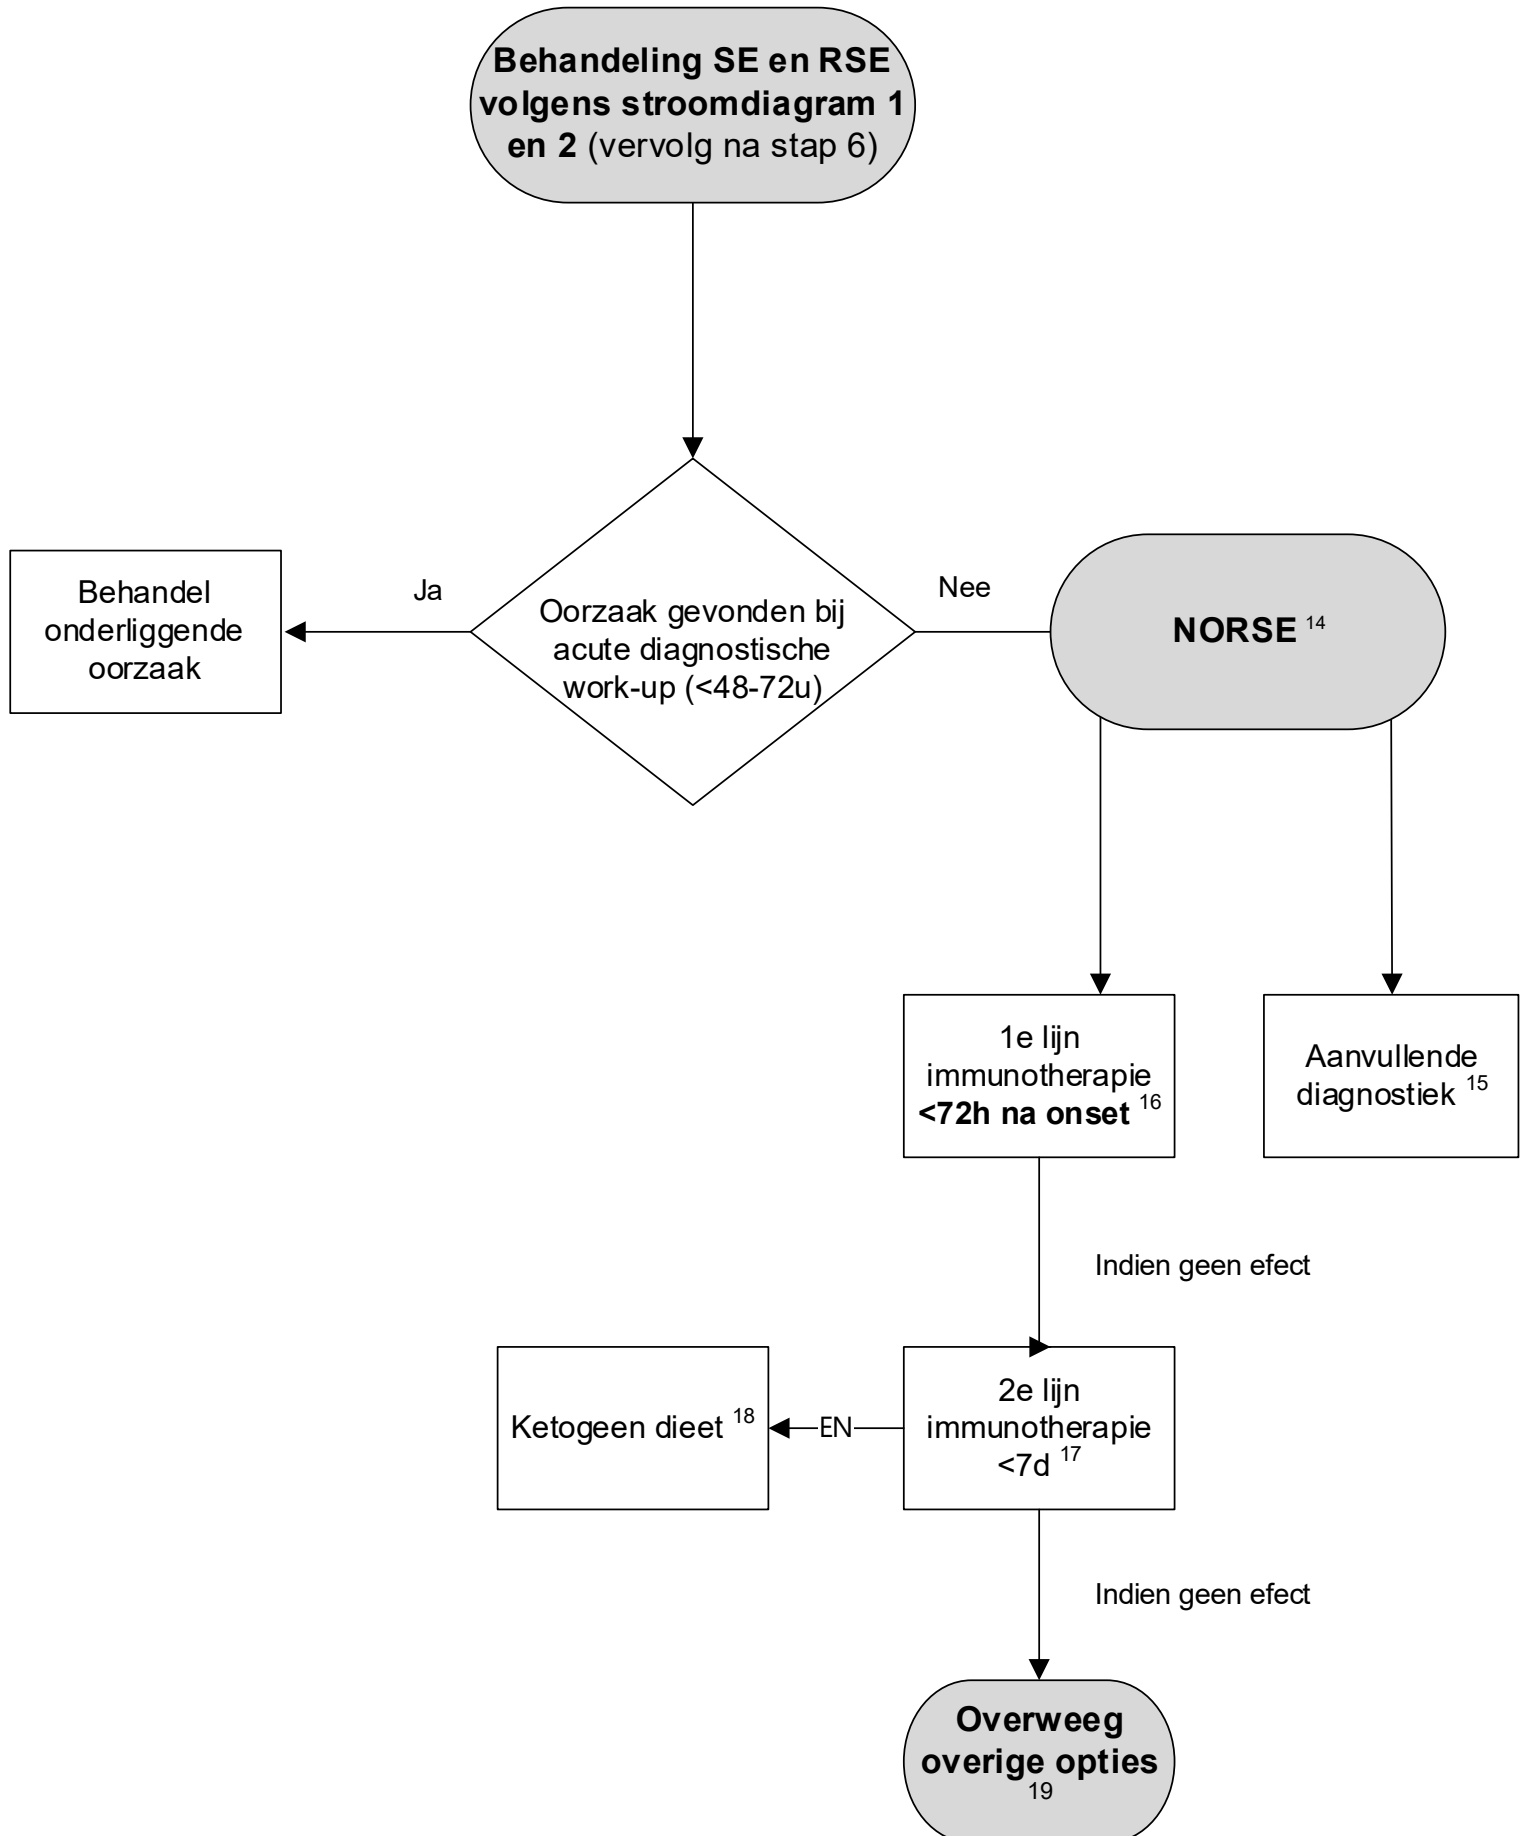 Behandeling SE en RSE
volgens stroomdiagram 1
en 2 (vervolg na stap 6)
Behandel
onderliggende
oorzaak
Ja
Oorzaak gevonden bij
acute diagnostische
work-up (<48-72u)
Nee
NORSE 14
1e lijn
immunotherapie
<72h na onset 16
Aanvullende
diagnostiek 15
Indien geen efect
Ketogeen dieet 18
EN
2e lijn
immunotherapie
<7d 17
Indien geen efect
Overweeg
overige opties
19